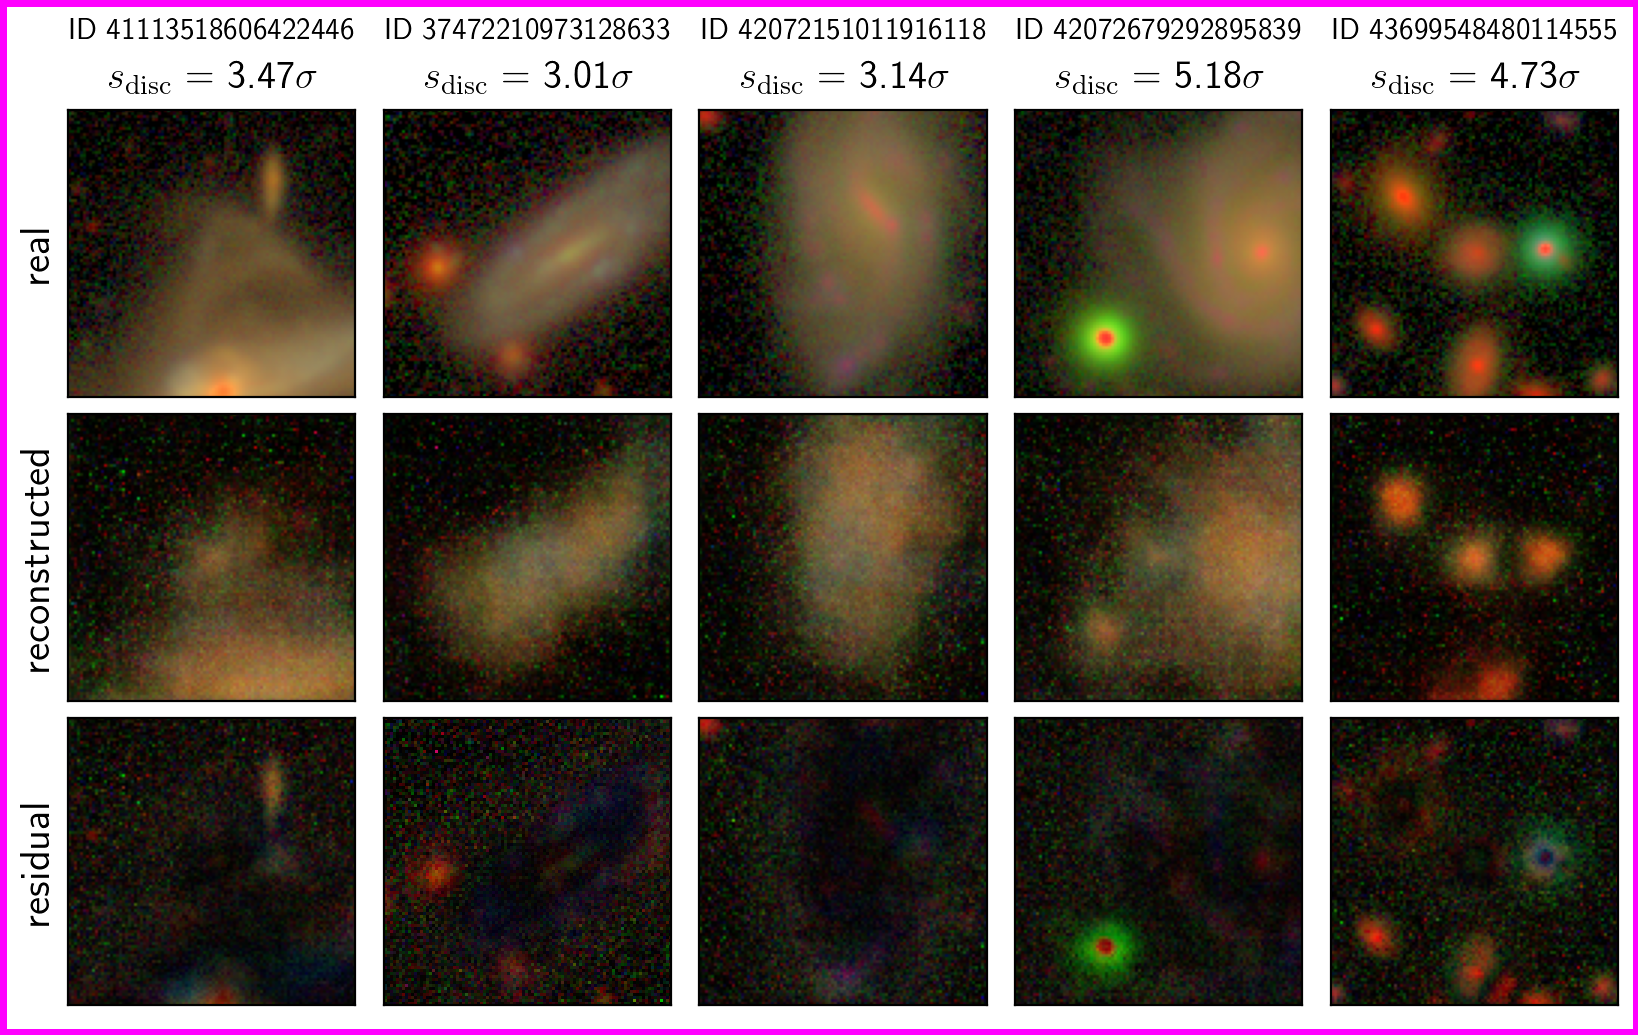 ID 41113518606422446 ID 37472210973128633 ID 42072151011916118 ID 42072679292895839 ID 43699548480114555
s_disc = 3.47σ s_disc = 3.01σ s_disc = 3.14σ s_disc = 5.18σ s_disc = 4.73σ
real
reconstructed
residual